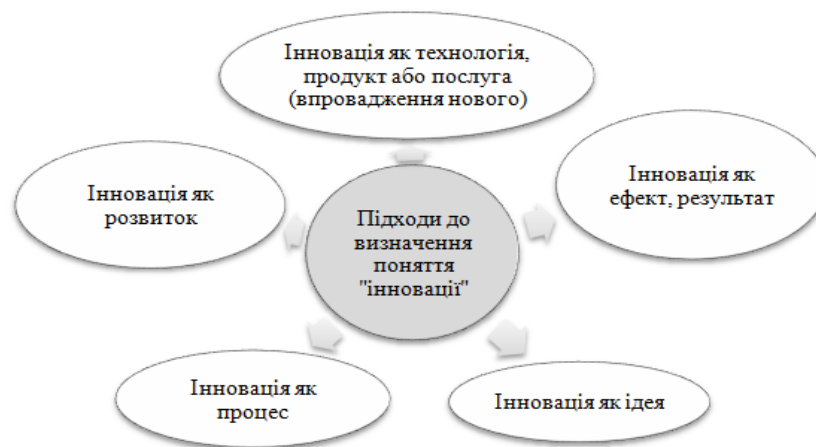 Інновація як технологія,
продукт або послуга
(впровадження нового)
Інновація як
ефект, результат
Інновація як
розвиток
Підходи до
визначення
поняття
"інновації"
Інновація як
процес
Інновація як ідея